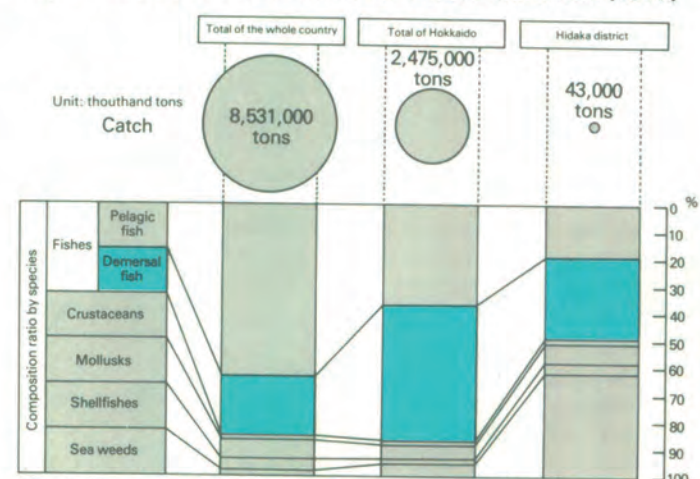 Total of the whole country
Total of Hokkaido
Hidaka district
Unit: thouthand tons
Catch
8,531,000
tons
2,475,000
tons
43,000
tons
Composition ratio by species
Fishes
Pelagic
fish
Demersal
fish
Crustaceans
Mollusks
Shellfishes
Sea weeds
%
0
10
20
30
40
50
60
70
80
90
100